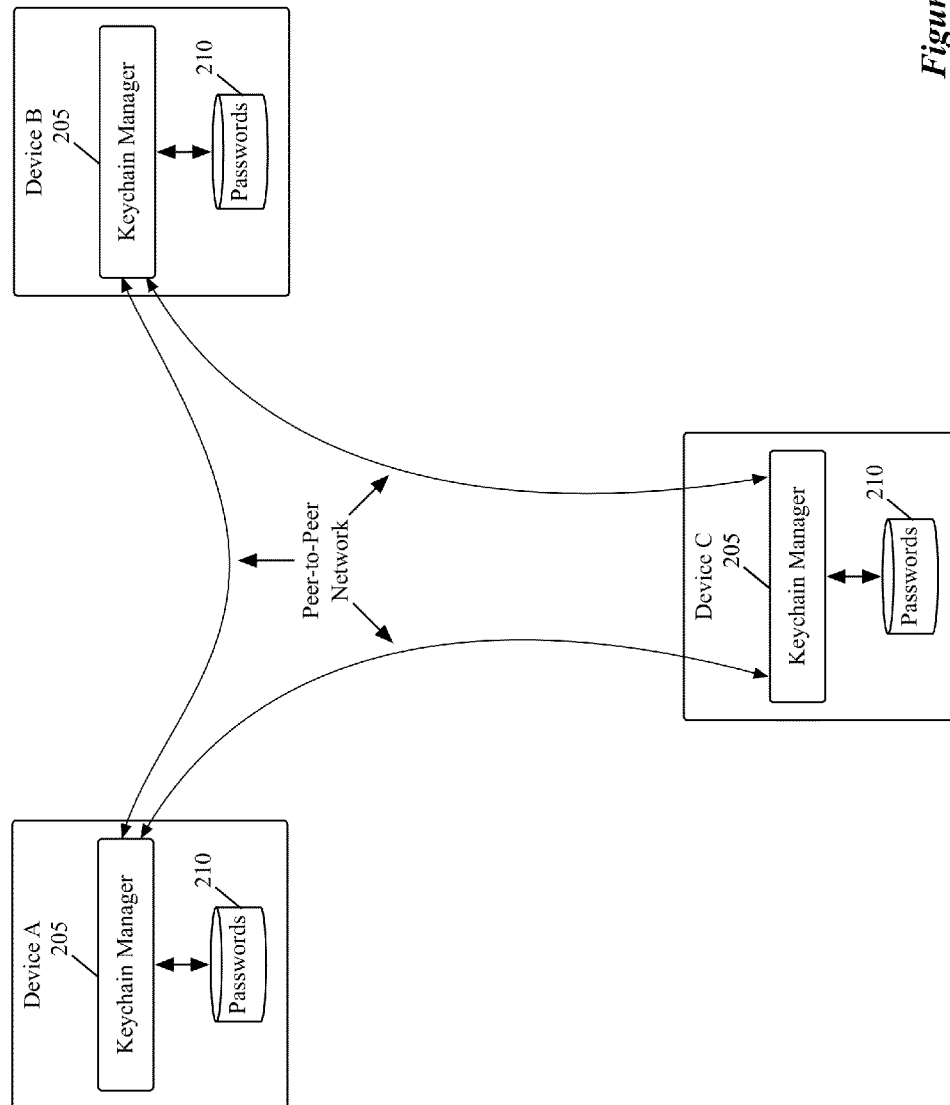 Device A
205
Keychain Manager
210
Passwords
Device B
205
Keychain Manager
210
Passwords
Peer-to-Peer
Network
Device C
205
Keychain Manager
210
Passwords